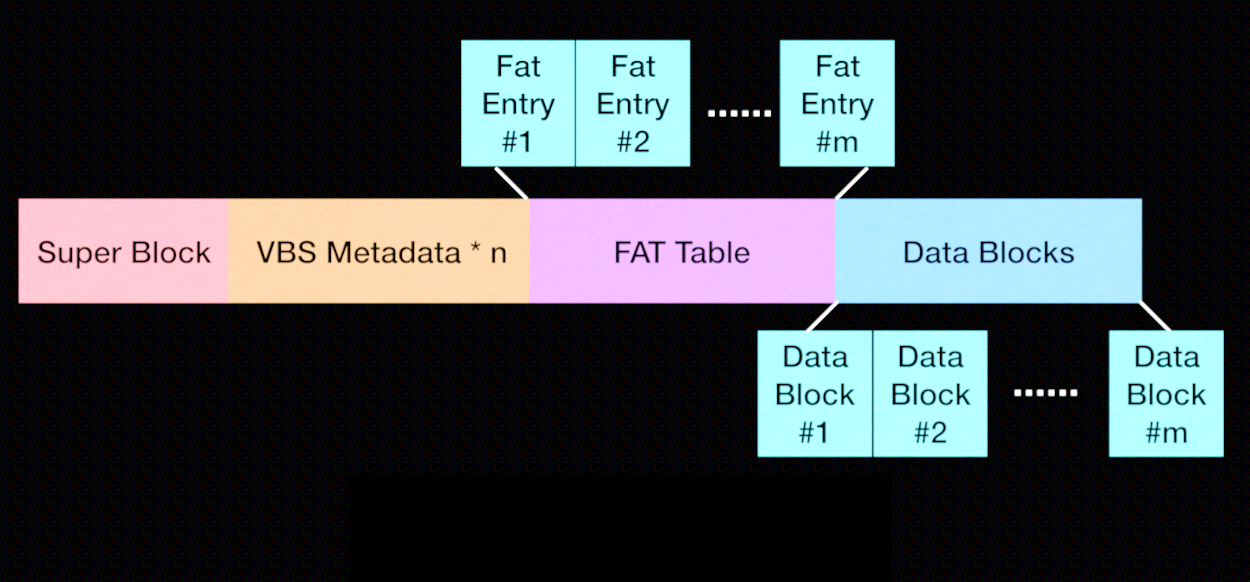 Fat
Entry
#1
Fat
Entry
#2
Fat
Entry
#m
Super Block
VBS Metadata * n
FAT Table
Data Blocks
Data
Block
#1
Data
Block
#2
Data
Block
#m